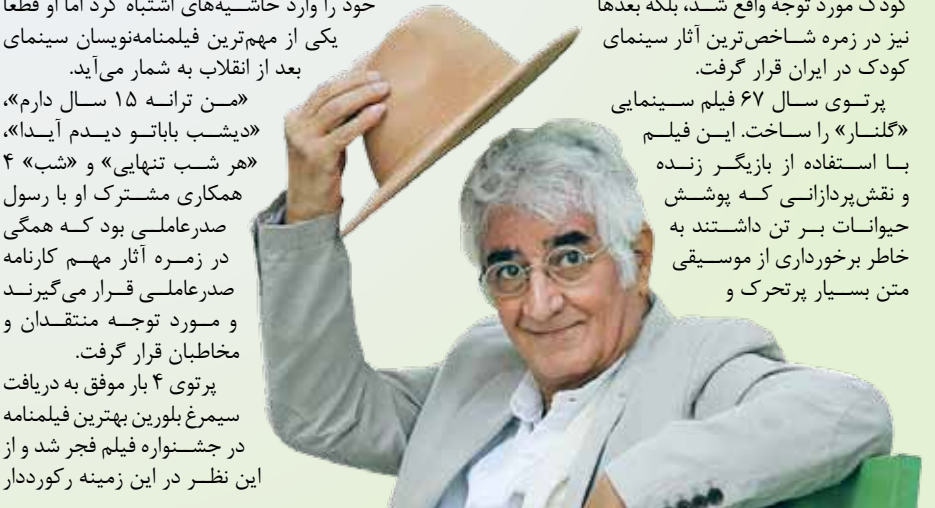 کودک مورد توجه واقع شد، بلکه بعدها
نیز در زمره شاخص‌ترین آثار سینمای
کودک در ایران قرار گرفت.
پرتوی سال ۶۷ فیلم سینمایی
«گلنار» را ساخت. این فیلم
با استفاده از بازیگر زنده
و نقش‌پردازانی که پوشش
حیوانات بر تن داشتند به
خاطر برخورداری از موسیقی
متن بسیار پرتحرک و
خود را وارد حاشیه‌های اشتباه کرد اما او قطعا
یکی از مهم‌ترین فیلمنامه‌نویسان سینمای
بعد از انقلاب به شمار می‌آید.
«من ترانه ۱۵ سال دارم»،
«دیشب باباتو دیدم آیدا»،
«هر شب تنهایی» و «شب» ۴
همکاری مشترک او با رسول
صدرعاملی بود که همگی
در زمره آثار مهم کارنامه
صدرعاملی قرار می‌گیرند
و مورد توجه منتقدان و
مخاطبان قرار گرفت.
پرتوی ۴ بار موفق به دریافت
سیمرغ بلورین بهترین فیلمنامه
در جشنواره فیلم فجر شد و از
این نظر در این زمینه رکورددار